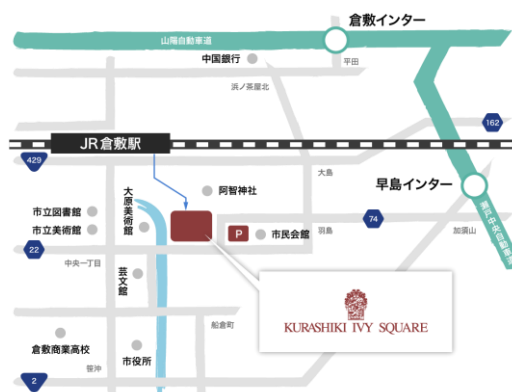 倉敷インター
山陽自動車道
中国銀行
平田
浜ノ茶屋北
162
JR倉敷駅
429
大島
早島インター
阿智神社
大原美術館
市立図書館
市立美術館
74
P
市民会館
羽島
加須山
瀬戸中央自動車道
22
中央一丁目
芸文館
KURASHIKI IVY SQUARE
船倉町
倉敷商業高校
市役所
笹沖
2